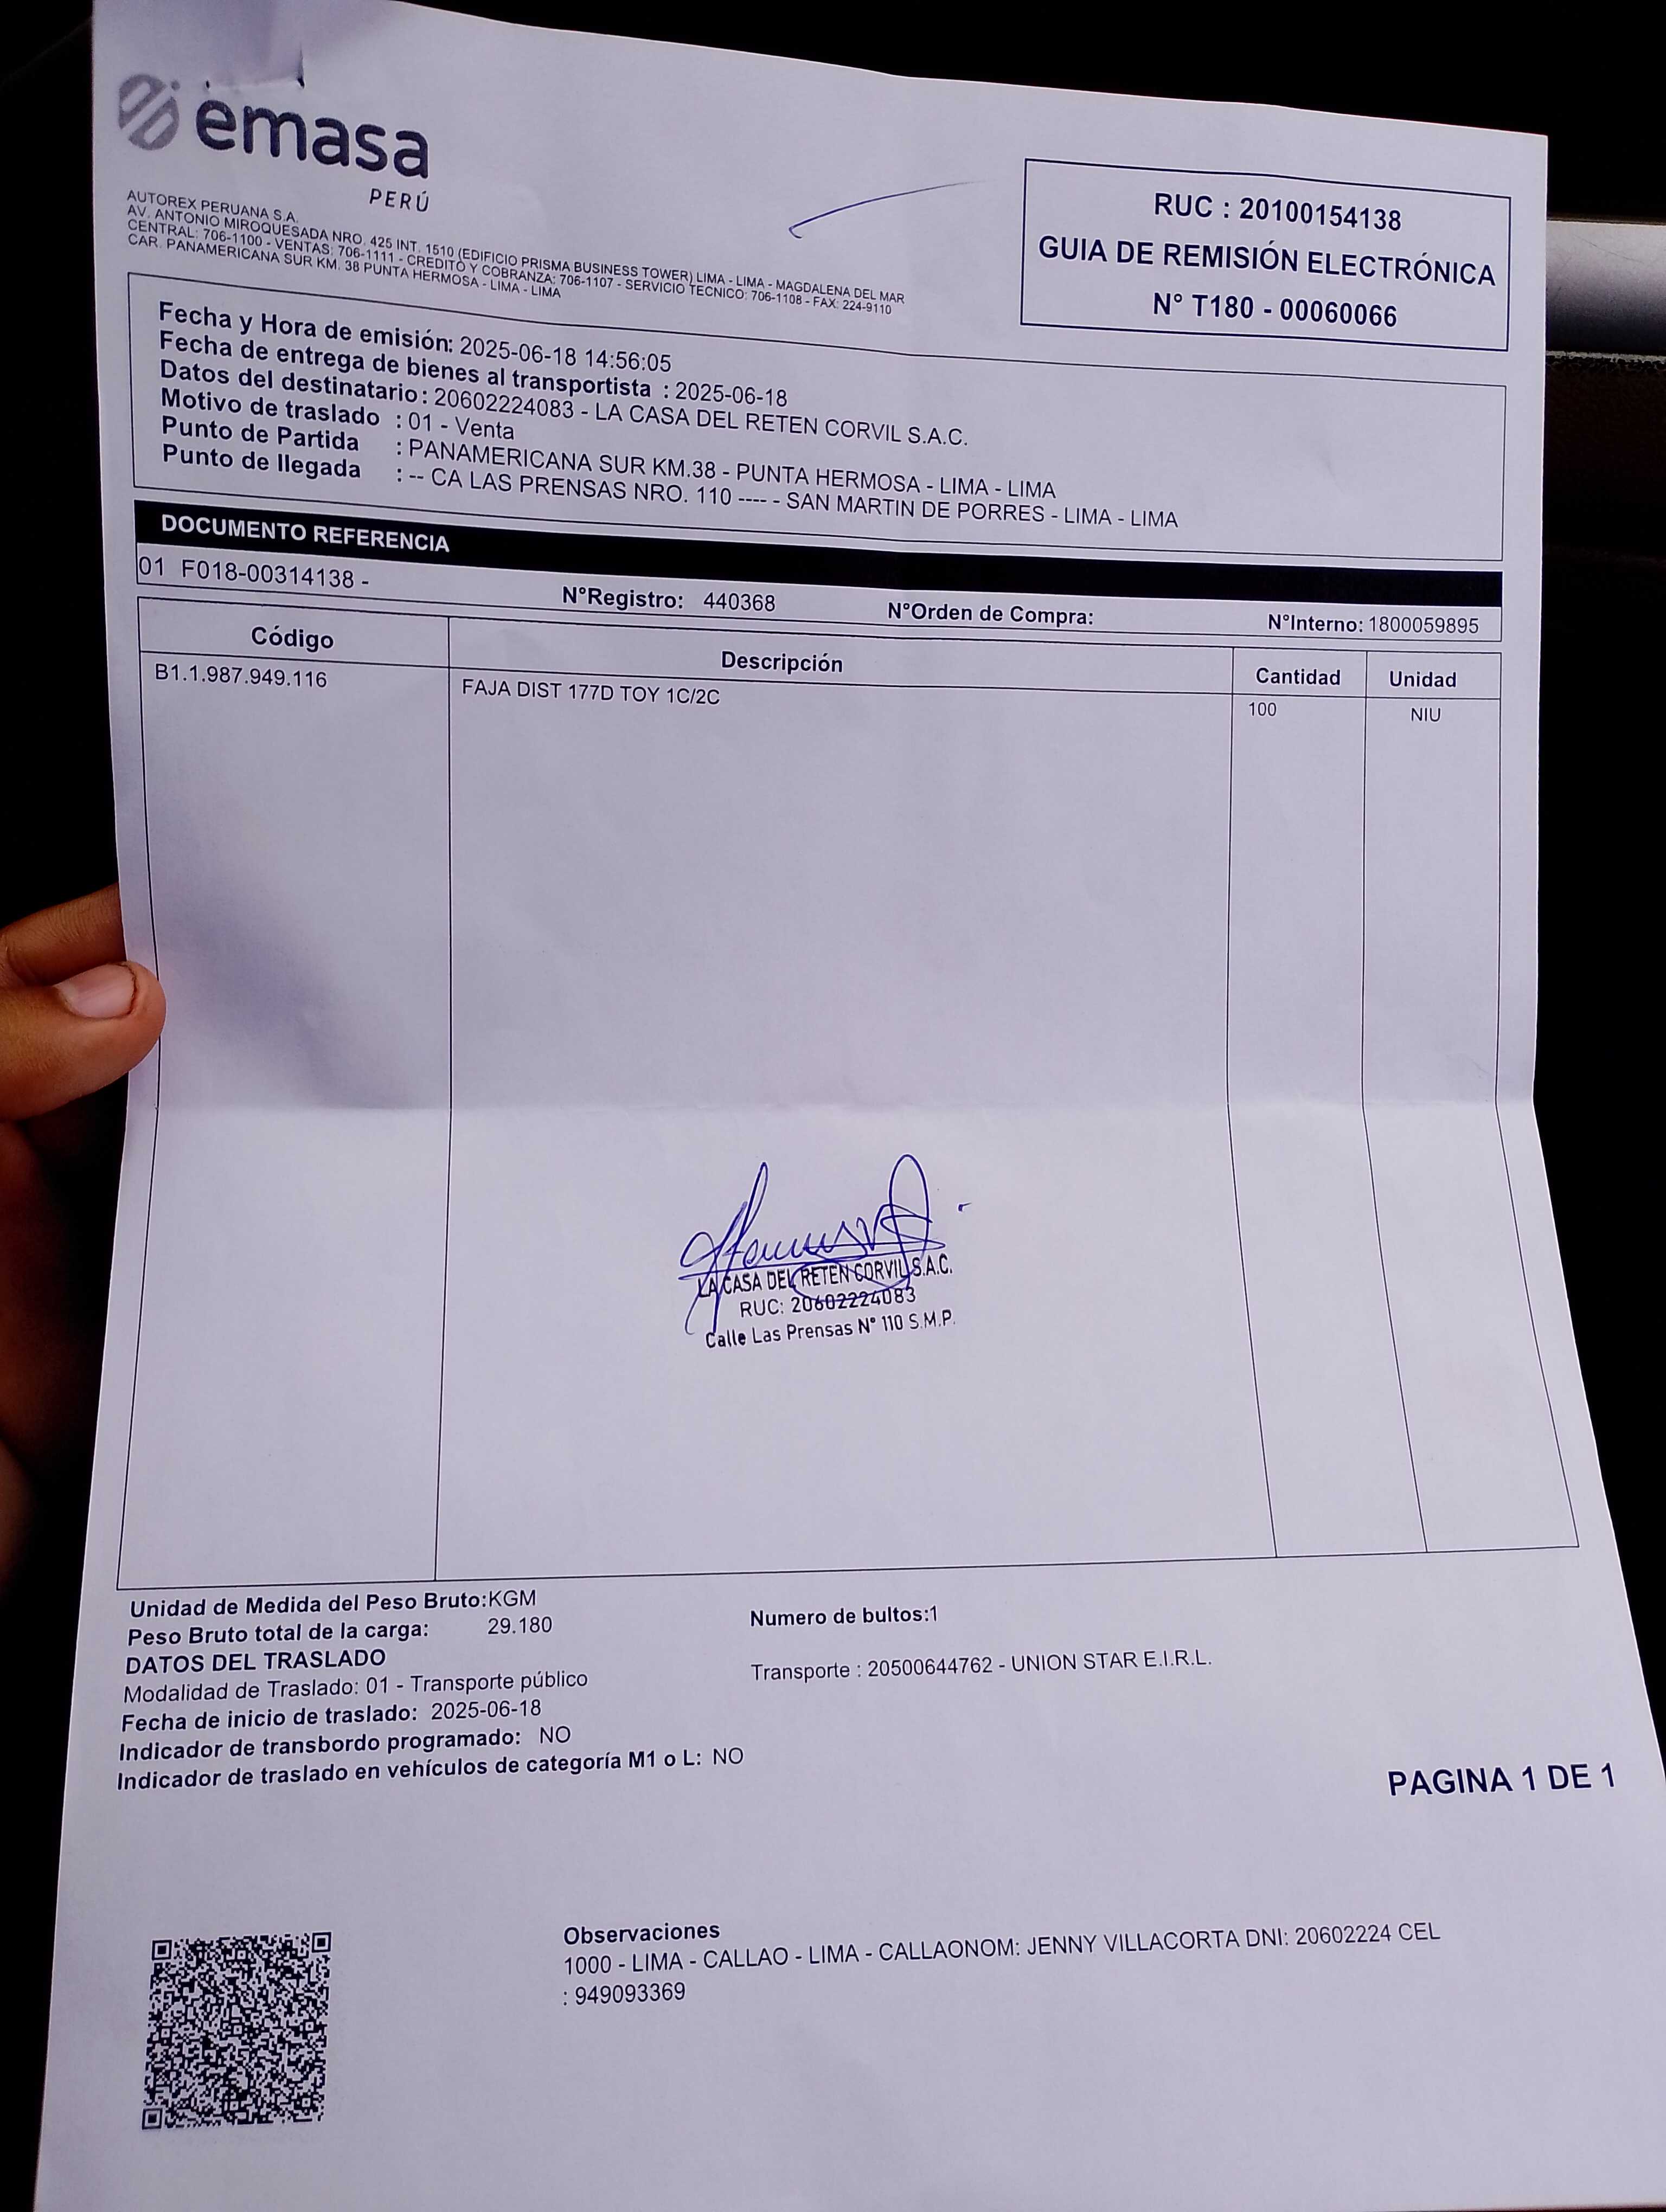 emasa
PERÚ
AUTOREX PERUANA S.A.
AV. ANTONIO MIROQUESADA NRO. 425 INT. 1510 (EDIFICIO PRISMA BUSINESS TOWER) LIMA - LIMA - MAGDALENA DEL MAR
CENTRAL: 706-1100 - VENTAS: 706-1111 - CREDITO Y COBRANZA: 706-1107 - SERVICIO TECNICO: 706-1108 - FAX: 224-9110
CAR. PANAMERICANA SUR KM. 38 PUNTA HERMOSA - LIMA - LIMA
RUC : 20100154138
GUIA DE REMISIÓN ELECTRÓNICA
N° T180 - 00060066
Fecha y Hora de emisión: 2025-06-18 14:56:05
Fecha de entrega de bienes al transportista : 2025-06-18
Datos del destinatario : 20602224083 - LA CASA DEL RETEN CORVIL S.A.C.
Motivo de traslado : 01 - Venta
Punto de Partida : PANAMERICANA SUR KM.38 - PUNTA HERMOSA - LIMA - LIMA
Punto de llegada : -- CA LAS PRENSAS NRO. 110 ---- - SAN MARTIN DE PORRES - LIMA - LIMA
DOCUMENTO REFERENCIA
01 F018-00314138 - N°Registro: 440368 N°Orden de Compra: N°Interno: 1800059895
Código Descripción Cantidad Unidad
B1.1.987.949.116 FAJA DIST 177D TOY 1C/2C 100 NIU
LA CASA DEL RETEN CORVIL S.A.C.
RUC: 20602224083
Calle Las Prensas N° 110 S.M.P.
Unidad de Medida del Peso Bruto:KGM
Peso Bruto total de la carga: 29.180 Numero de bultos:1
DATOS DEL TRASLADO
Modalidad de Traslado: 01 - Transporte público Transporte : 20500644762 - UNION STAR E.I.R.L.
Fecha de inicio de traslado: 2025-06-18
Indicador de transbordo programado: NO
Indicador de traslado en vehículos de categoría M1 o L: NO
PAGINA 1 DE 1
Observaciones
1000 - LIMA - CALLAO - LIMA - CALLAONOM: JENNY VILLACORTA DNI: 20602224 CEL
: 949093369